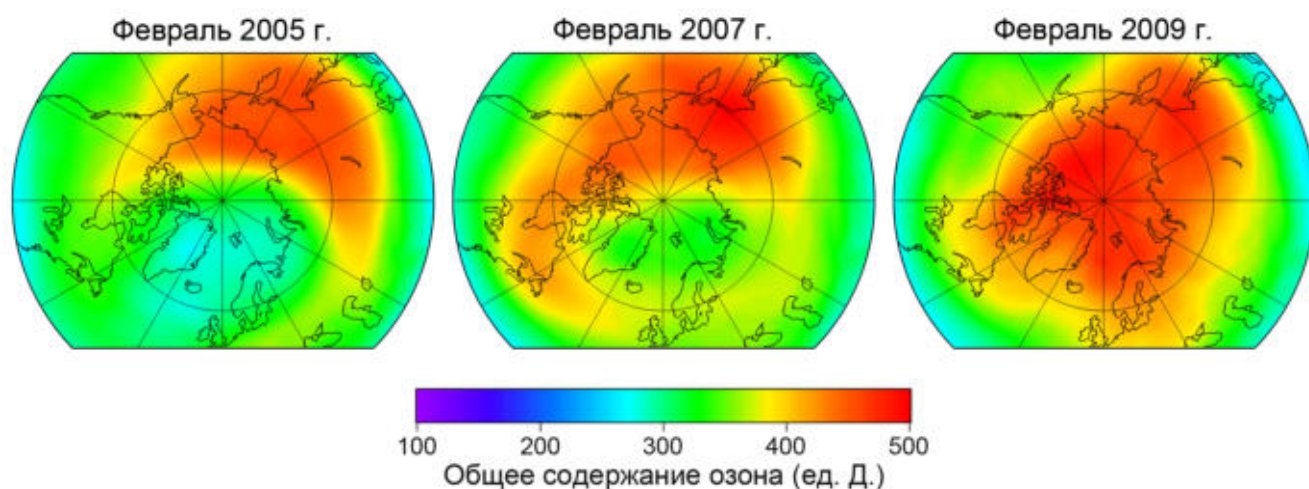 Февраль 2005 г.
Февраль 2007 г.
Февраль 2009 г.
100 200 300 400 500
Общее содержание озона (ед. Д.)